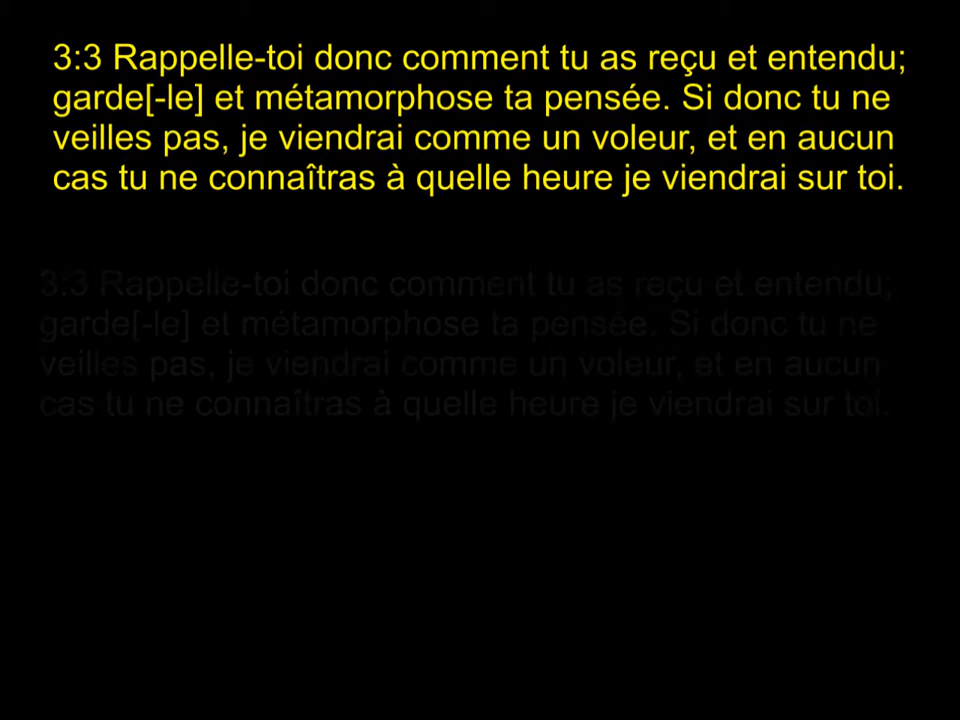 3:3 Rappelle-toi donc comment tu as reçu et entendu;
garde[-le] et métamorphose ta pensée. Si donc tu ne
veilles pas, je viendrai comme un voleur, et en aucun
cas tu ne connaîtras à quelle heure je viendrai sur toi.
3:3 Rappelle-toi donc comment tu as reçu et entendu;
garde[-le] et métamorphose ta pensée. Si donc tu ne
veilles pas, je viendrai comme un voleur, et en aucun
cas tu ne connaîtras à quelle heure je viendrai sur toi.